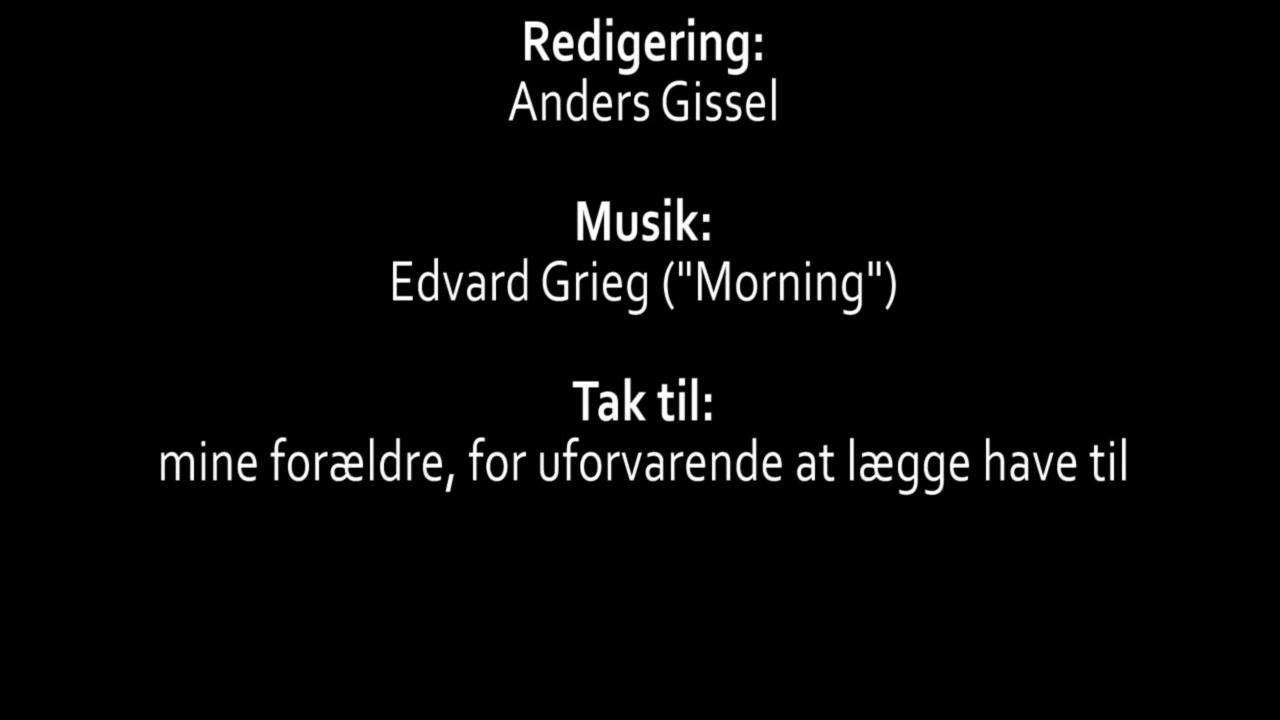 Redigering:
Anders Gissel
Musik:
Edvard Grieg ("Morning")
Tak til:
mine forældre, for uforvarende at lægge have til